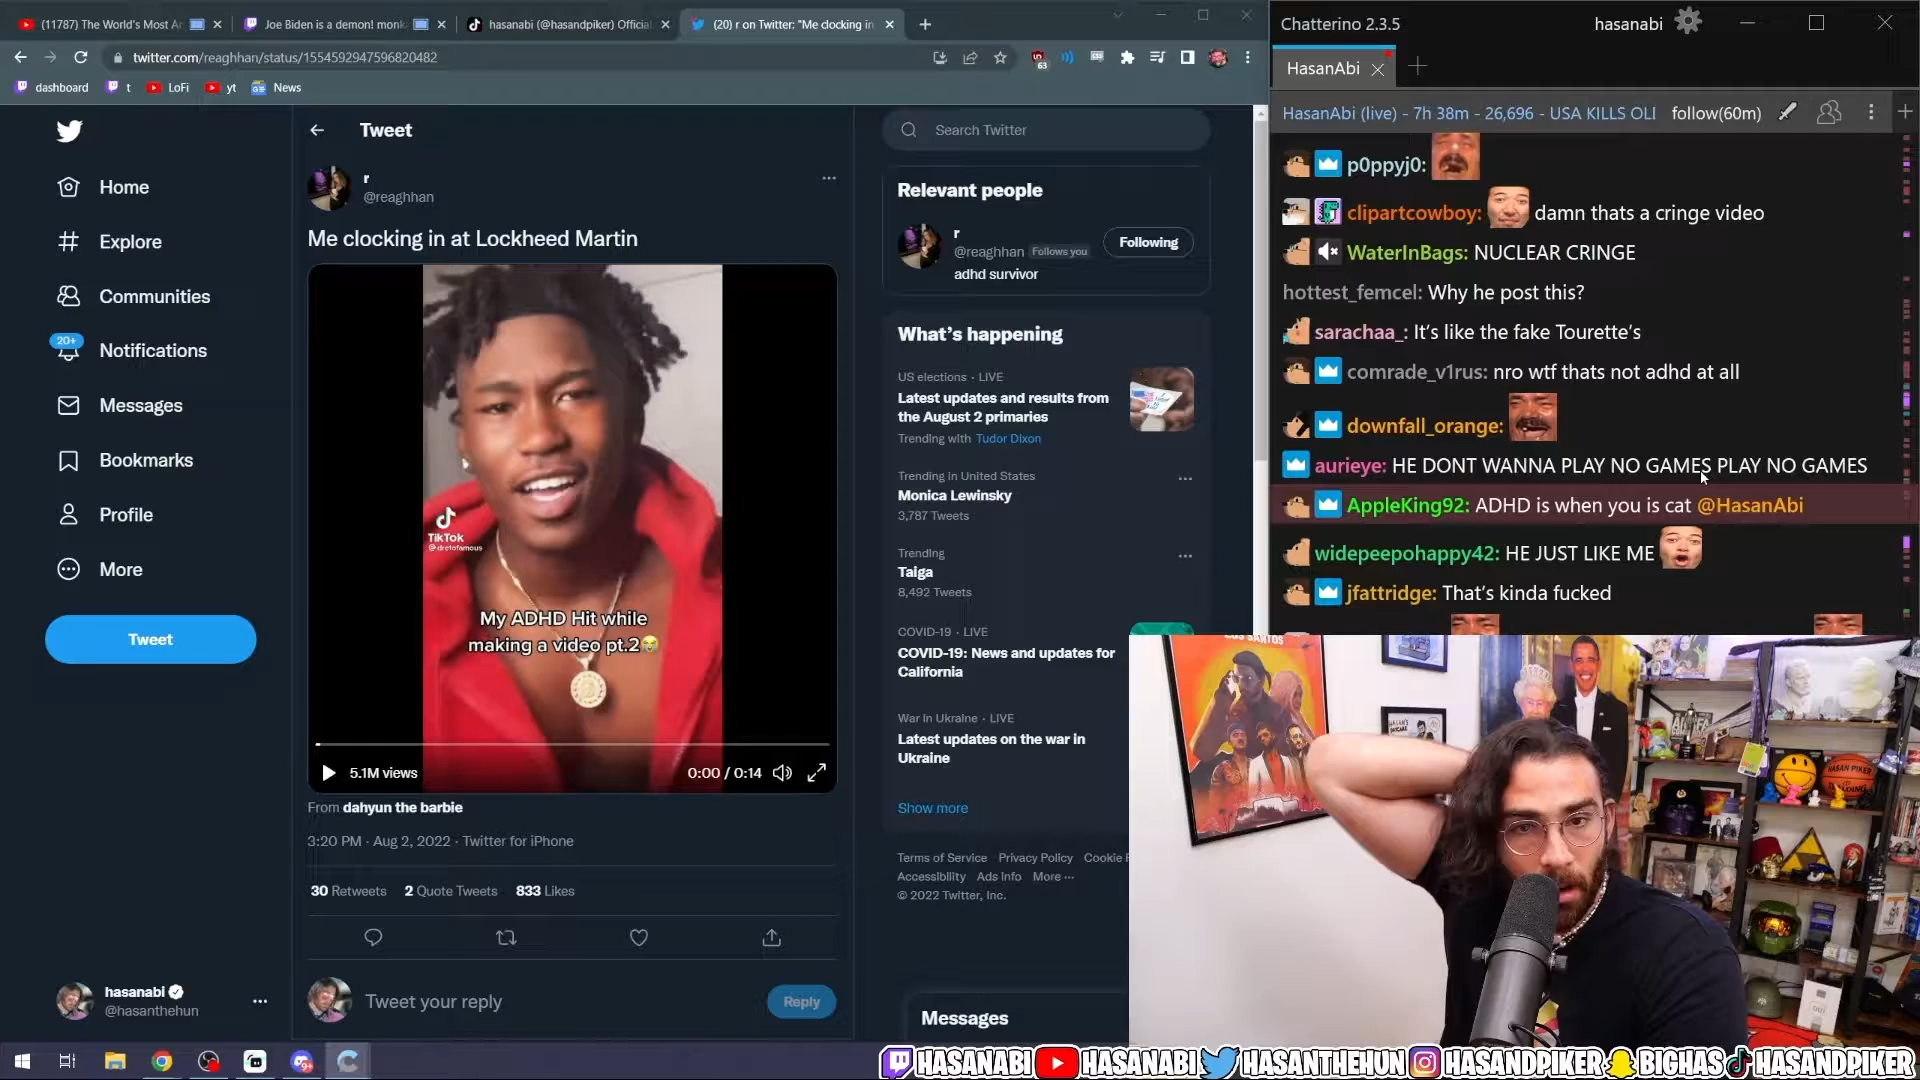 (11787) The World's Most Ar
Joe Biden is a demon! monk
hasanabi (@hasandpiker) Official
(20) r on Twitter: "Me clocking in
twitter.com/reaghhan/status/1554592947596820482
63
dashboard
t
LoFi
yt
News
Home
Explore
Communities
20+
Notifications
Messages
Bookmarks
Profile
More
Tweet
hasanabi
@hasanthehun
Tweet
r
@reaghhan
Me clocking in at Lockheed Martin
TikTok
@dretofamous
My ADHD Hit while
making a video pt.2😭
5.1M views
0:00 / 0:14
From dahyun the barbie
3:20 PM · Aug 2, 2022 · Twitter for iPhone
30 Retweets 2 Quote Tweets 833 Likes
Tweet your reply
Reply
Search Twitter
Relevant people
r
@reaghhan Follows you
Following
adhd survivor
What's happening
US elections · LIVE
Latest updates and results from
the August 2 primaries
Trending with Tudor Dixon
Trending in United States
Monica Lewinsky
3,787 Tweets
Trending
Taiga
8,492 Tweets
COVID-19 · LIVE
COVID-19: News and updates for
California
War in Ukraine · LIVE
Latest updates on the war in
Ukraine
Show more
Terms of Service Privacy Policy Cookie P
Accessibility Ads info More ···
© 2022 Twitter, Inc.
Messages
Chatterino 2.3.5
hasanabi
HasanAbi
HasanAbi (live) - 7h 38m - 26,696 - USA KILLS OLI
follow(60m)
p0ppyj0:
clipartcowboy: damn thats a cringe video
WaterInBags: NUCLEAR CRINGE
hottest_femcel: Why he post this?
sarachaa_: It's like the fake Tourette's
comrade_v1rus: nro wtf thats not adhd at all
downfall_orange:
aurieye: HE DONT WANNA PLAY NO GAMES PLAY NO GAMES
AppleKing92: ADHD is when you is cat @HasanAbi
widepeepohappy42: HE JUST LIKE ME
jfattridge: That's kinda fucked
LOS SANTOS
HASAN PIKER
HASANABI
HASANABI
HASANTHEHUN
HASANDPIKER
BIGHAS
HASANDPIKER